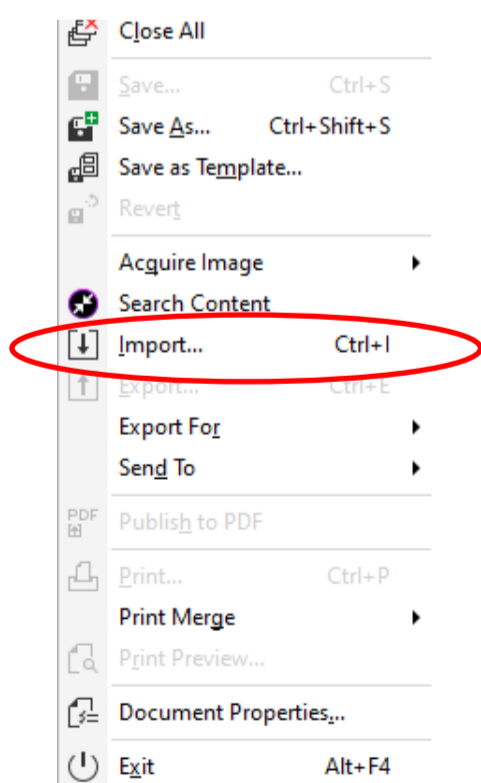 Close All
Save... Ctrl+S
Save As... Ctrl+Shift+S
Save as Template...
Revert
Acquire Image
Search Content
Import... Ctrl+I
Export... Ctrl+E
Export For
Send To
PDF Publish to PDF
Print... Ctrl+P
Print Merge
Print Preview...
Document Properties...
Exit Alt+F4